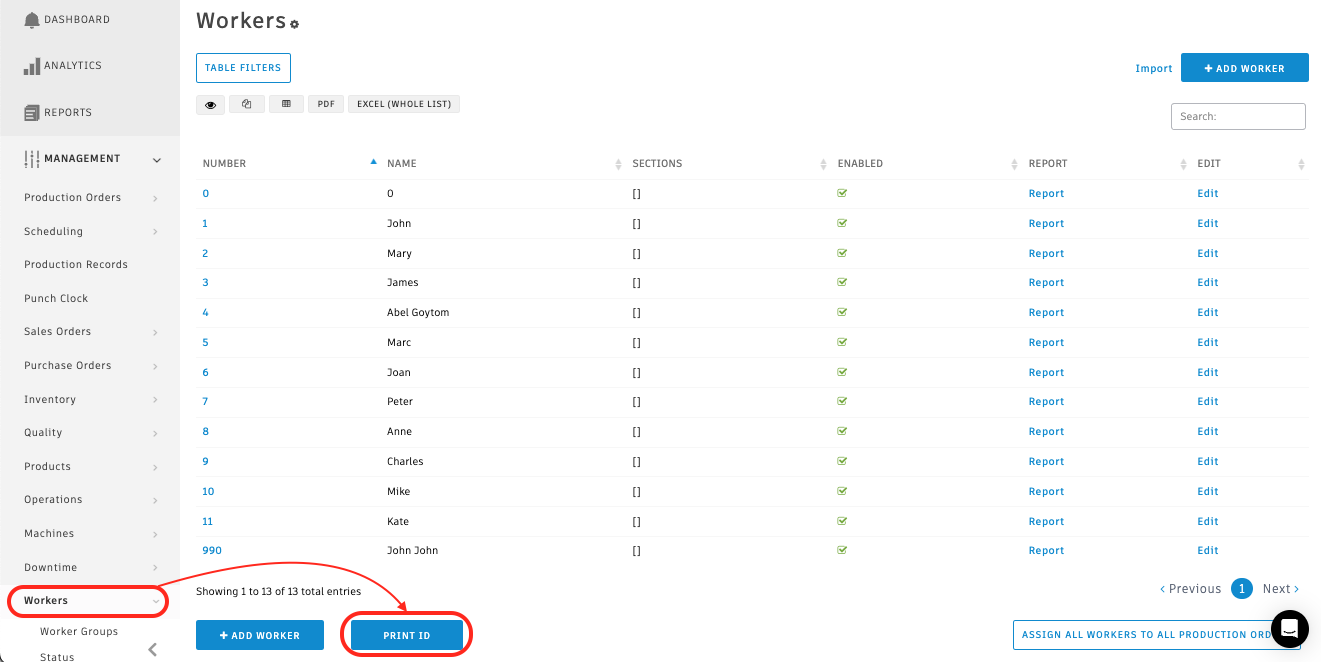 DASHBOARD
ANALYTICS
REPORTS
MANAGEMENT
Production Orders
Scheduling
Production Records
Punch Clock
Sales Orders
Purchase Orders
Inventory
Quality
Products
Operations
Machines
Downtime
Workers
Worker Groups
Status
Workers
TABLE FILTERS
Import
+ ADD WORKER
PDF
EXCEL (WHOLE LIST)
Search:
NUMBER NAME SECTIONS ENABLED REPORT EDIT
0 0 [] Report Edit
1 John [] Report Edit
2 Mary [] Report Edit
3 James [] Report Edit
4 Abel Goytom [] Report Edit
5 Marc [] Report Edit
6 Joan [] Report Edit
7 Peter [] Report Edit
8 Anne [] Report Edit
9 Charles [] Report Edit
10 Mike [] Report Edit
11 Kate [] Report Edit
990 John John [] Report Edit
Showing 1 to 13 of 13 total entries
‹ Previous 1 Next ›
+ ADD WORKER
PRINT ID
ASSIGN ALL WORKERS TO ALL PRODUCTION ORD